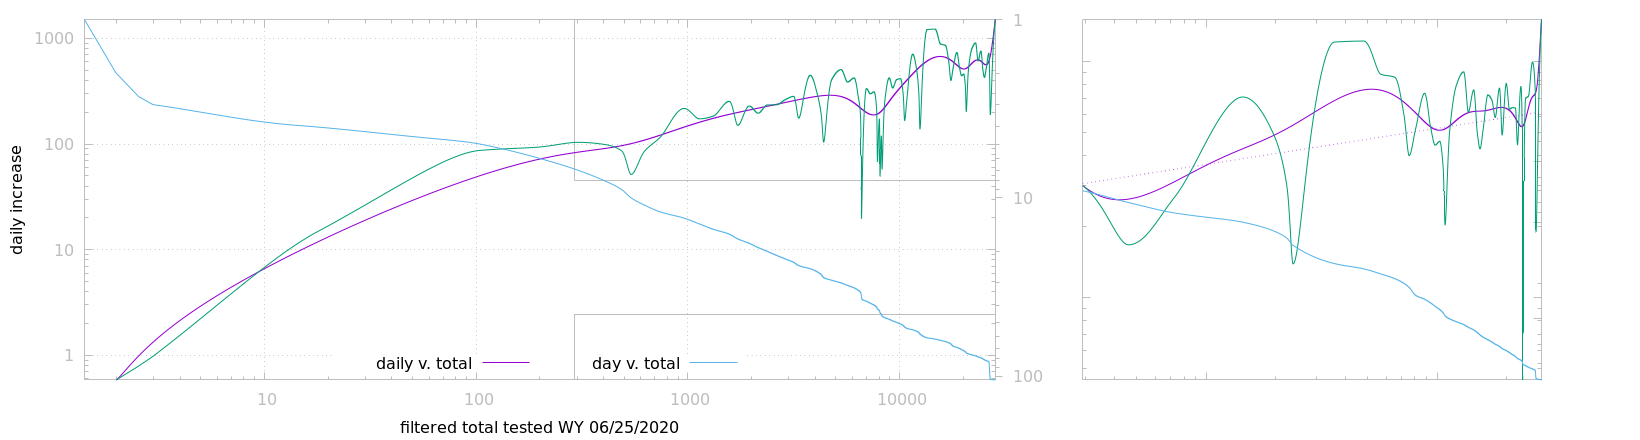 1000
100
10
1
daily increase
1
10
100
daily v. total
day v. total
10 100 1000 10000
filtered total tested WY 06/25/2020